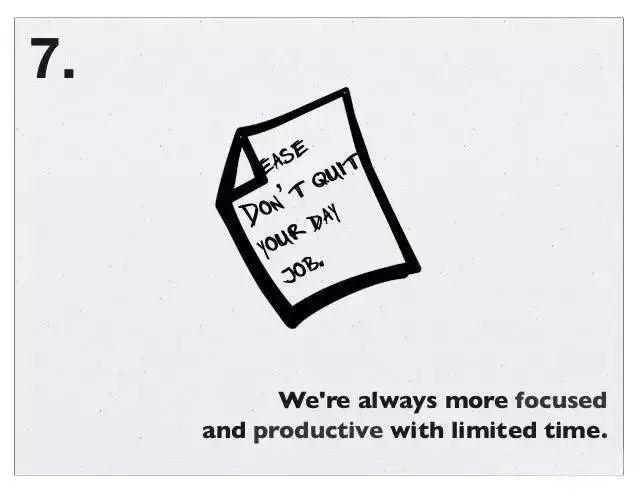 7.
EASE
DON'T QUIT
YOUR DAY
JOB.
We're always more focused
and productive with limited time.